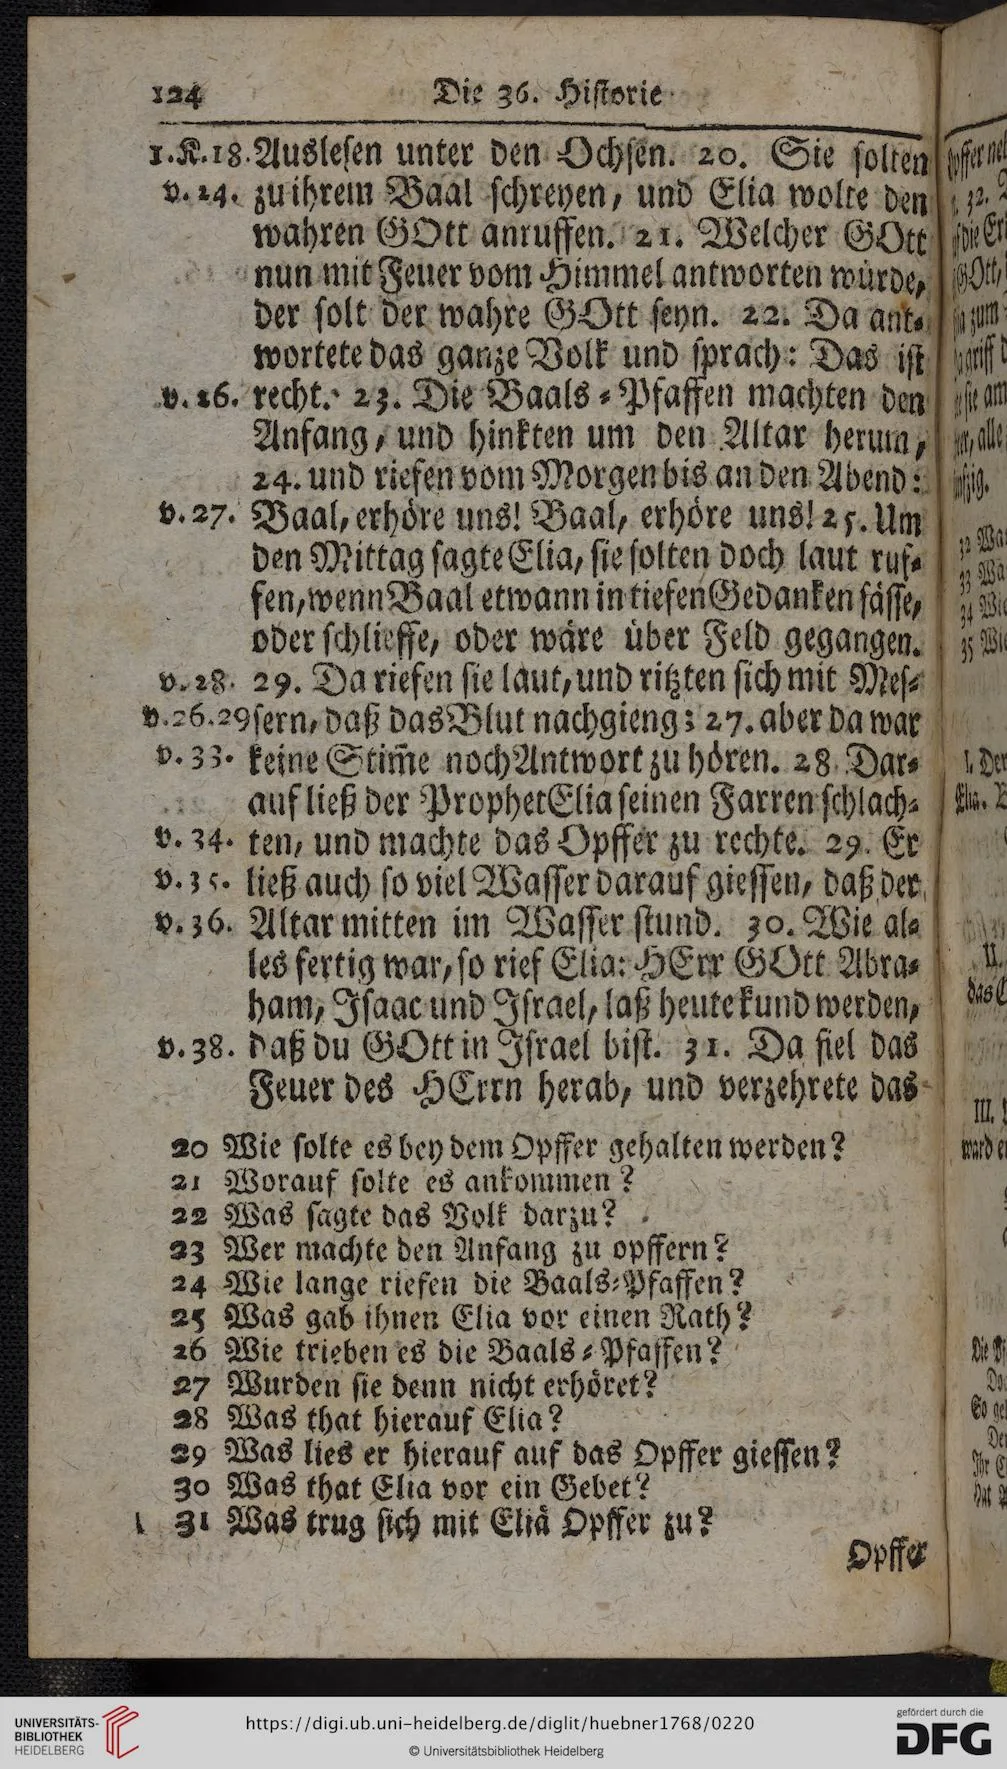 124 Die 36. Hiſtorie
1.K.18. Ausleſen unter den Ochſen. 20. Sie ſolten
v.24. zu ihrem Baal ſchreyen, und Elia wolte den
wahren GOtt anruffen. 21. Welcher GOtt
nun mit Feuer vom Himmel antworten würde,
der ſolt der wahre GOtt ſeyn. 22. Da ant⸗
wortete das ganze Volk und ſprach: Das iſt
v.26. recht. 23. Die Baals⸗Pfaffen machten den
Anfang, und hinkten um den Altar herum,
24. und riefen vom Morgen bis an den Abend:
v.27. Baal, erhöre uns! Baal, erhöre uns! 25. Um
den Mittag ſagte Elia, ſie ſolten doch laut ruf⸗
fen, wenn Baal etwann in tiefen Gedanken ſäſſe,
oder ſchlieffe, oder wäre über Feld gegangen.
v.28. 29. Da riefen ſie laut, und ritzten ſich mit Meſ⸗
v.26.29 ſern, daß das Blut nachgieng; 27. aber da war
v.33. keine Stim̃e noch Antwort zu hören. 28. Dar⸗
auf ließ der Prophet Elia ſeinen Farren ſchlach⸗
v.34. ten, und machte das Opffer zu rechte. 29. Er
v.35. ließ auch ſo viel Waſſer darauf gieſſen, daß der
v.36. Altar mitten im Waſſer ſtund. 30. Wie al⸗
les fertig war, ſo rief Elia: HErr GOtt Abra⸗
ham, Iſaac und Iſrael, laß heute kund werden,
v.38. daß du GOtt in Iſrael biſt. 31. Da fiel das
Feuer des HErrn herab, und verzehrete das
20 Wie ſolte es bey dem Opffer gehalten werden?
21 Worauf ſolte es ankommen?
22 Was ſagte das Volk darzu?
23 Wer machte den Anfang zu opffern?
24 Wie lange riefen die Baals⸗Pfaffen?
25 Was gab ihnen Elia vor einen Rath?
26 Wie trieben es die Baals⸗Pfaffen?
27 Wurden ſie denn nicht erhöret?
28 Was that hierauf Elia?
29 Was lies er hierauf auf das Opffer gieſſen?
30 Was that Elia vor ein Gebet?
31 Was trug ſich mit Eliä Opffer zu?
Opffer
UNIVERSITÄTS-
BIBLIOTHEK
HEIDELBERG
https://digi.ub.uni-heidelberg.de/diglit/huebner1768/0220
© Universitätsbibliothek Heidelberg
gefördert durch die
DFG